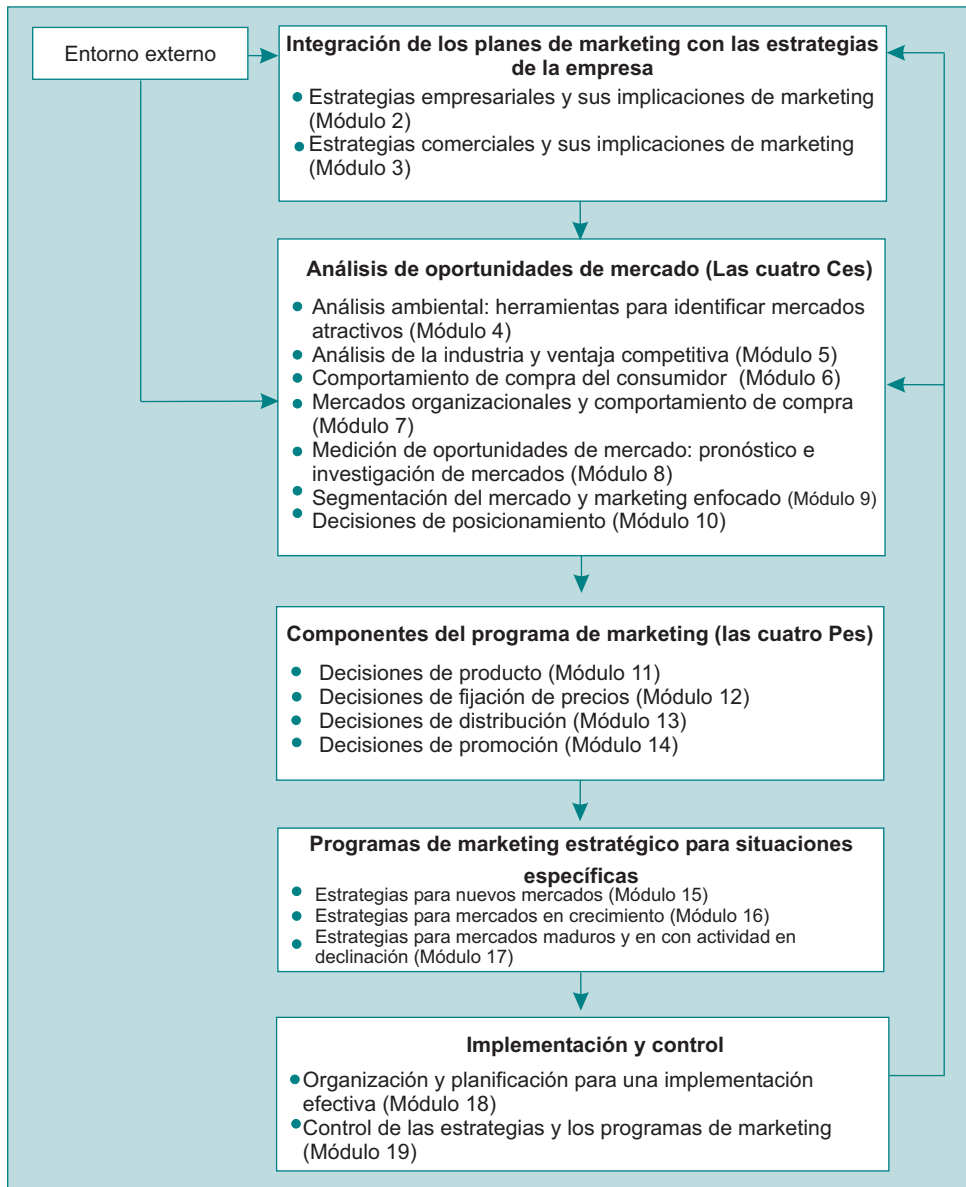 Entorno externo
Integración de los planes de marketing con las estrategias
de la empresa
• Estrategias empresariales y sus implicaciones de marketing
(Módulo 2)
• Estrategias comerciales y sus implicaciones de marketing
(Módulo 3)
Análisis de oportunidades de mercado (Las cuatro Ces)
• Análisis ambiental: herramientas para identificar mercados
atractivos (Módulo 4)
• Análisis de la industria y ventaja competitiva (Módulo 5)
• Comportamiento de compra del consumidor (Módulo 6)
• Mercados organizacionales y comportamiento de compra
(Módulo 7)
• Medición de oportunidades de mercado: pronóstico e
investigación de mercados (Módulo 8)
• Segmentación del mercado y marketing enfocado (Módulo 9)
• Decisiones de posicionamiento (Módulo 10)
Componentes del programa de marketing (las cuatro Pes)
• Decisiones de producto (Módulo 11)
• Decisiones de fijación de precios (Módulo 12)
• Decisiones de distribución (Módulo 13)
• Decisiones de promoción (Módulo 14)
Programas de marketing estratégico para situaciones
específicas
• Estrategias para nuevos mercados (Módulo 15)
• Estrategias para mercados en crecimiento (Módulo 16)
• Estrategias para mercados maduros y en con actividad en
declinación (Módulo 17)
Implementación y control
• Organización y planificación para una implementación
efectiva (Módulo 18)
• Control de las estrategias y los programas de marketing
(Módulo 19)